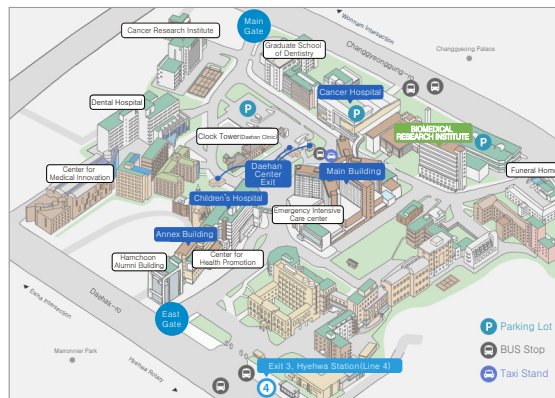 Cancer Research Institute
Main
Gate
Wonnam Intersection
Graduate School
of Dentistry
Changgyeonggung-ro
Changgyeong Palace
Cancer Hospital
Dental Hospital
P
P
BIOMEDICAL
RESEARCH INSTITUTE
P
Clock Tower(Daehan Clinic)
Daehan
Center
Exit
Main Building
Funeral Home
Center for
Medical Innovation
Children's Hospital
Emergency Intensive
Care center
Annex Building
Center for
Health Promotion
Hamchoon
Alumni Building
Ewha Intersection
Daehak-ro
East
Gate
P Parking Lot
BUS Stop
Taxi Stand
Marronnier Park
Hyehwa Rotary
Exit 3, Hyehwa Station(Line 4)
4